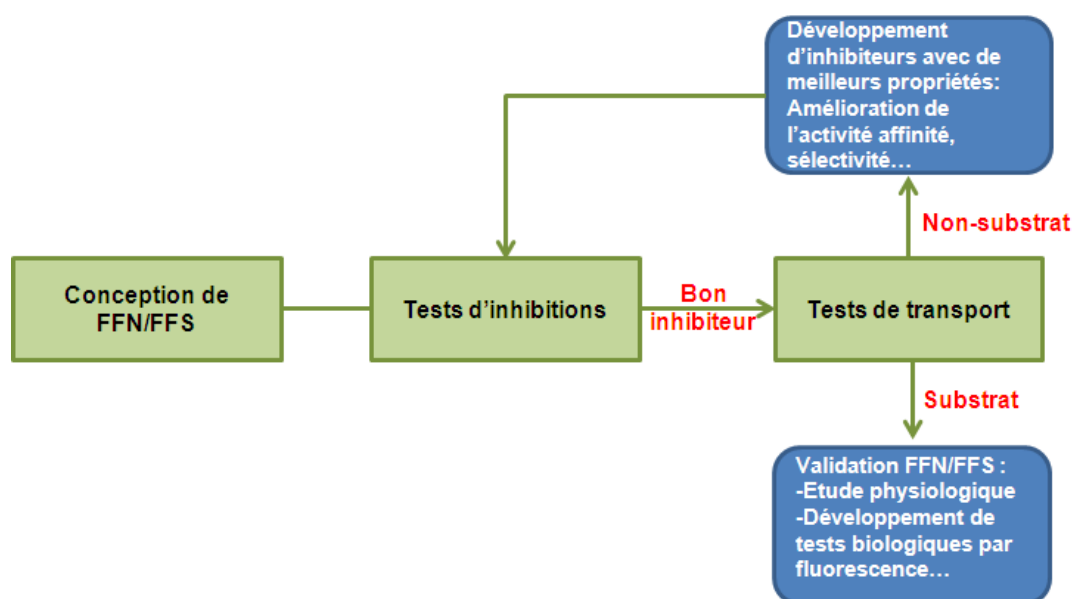 Développement
d'inhibiteurs avec de
meilleurs propriétés:
Amélioration de
l'activité affinité,
sélectivité...
Non-substrat
Conception de
FFN/FFS
Tests d'inhibitions
Bon
inhibiteur
Tests de transport
Substrat
Validation FFN/FFS :
-Etude physiologique
-Développement de
tests biologiques par
fluorescence...